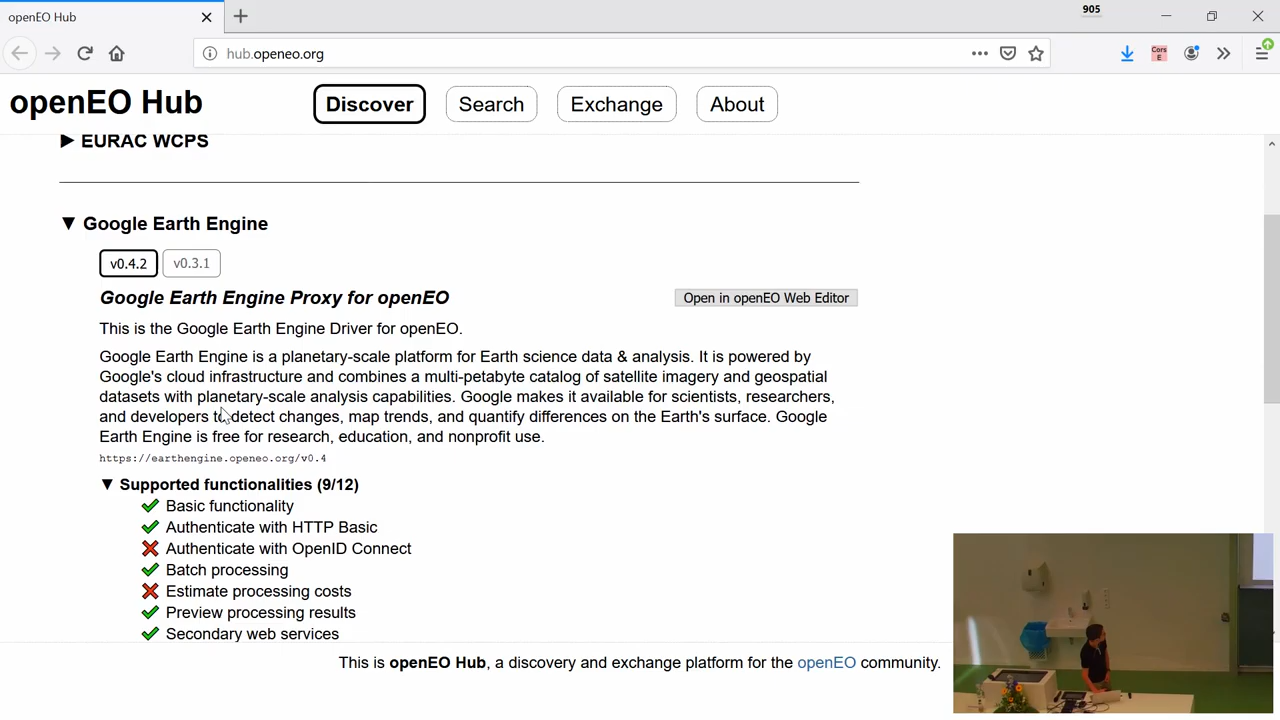 openEO Hub
905
hub.openeo.org
Cors
E
openEO Hub
Discover
Search
Exchange
About
▶ EURAC WCPS
▼ Google Earth Engine
v0.4.2
v0.3.1
Google Earth Engine Proxy for openEO
Open in openEO Web Editor
This is the Google Earth Engine Driver for openEO.
Google Earth Engine is a planetary-scale platform for Earth science data & analysis. It is powered by
Google's cloud infrastructure and combines a multi-petabyte catalog of satellite imagery and geospatial
datasets with planetary-scale analysis capabilities. Google makes it available for scientists, researchers,
and developers to detect changes, map trends, and quantify differences on the Earth's surface. Google
Earth Engine is free for research, education, and nonprofit use.
https://earthengine.openeo.org/v0.4
▼ Supported functionalities (9/12)
Basic functionality
Authenticate with HTTP Basic
Authenticate with OpenID Connect
Batch processing
Estimate processing costs
Preview processing results
Secondary web services
This is openEO Hub, a discovery and exchange platform for the openEO community.